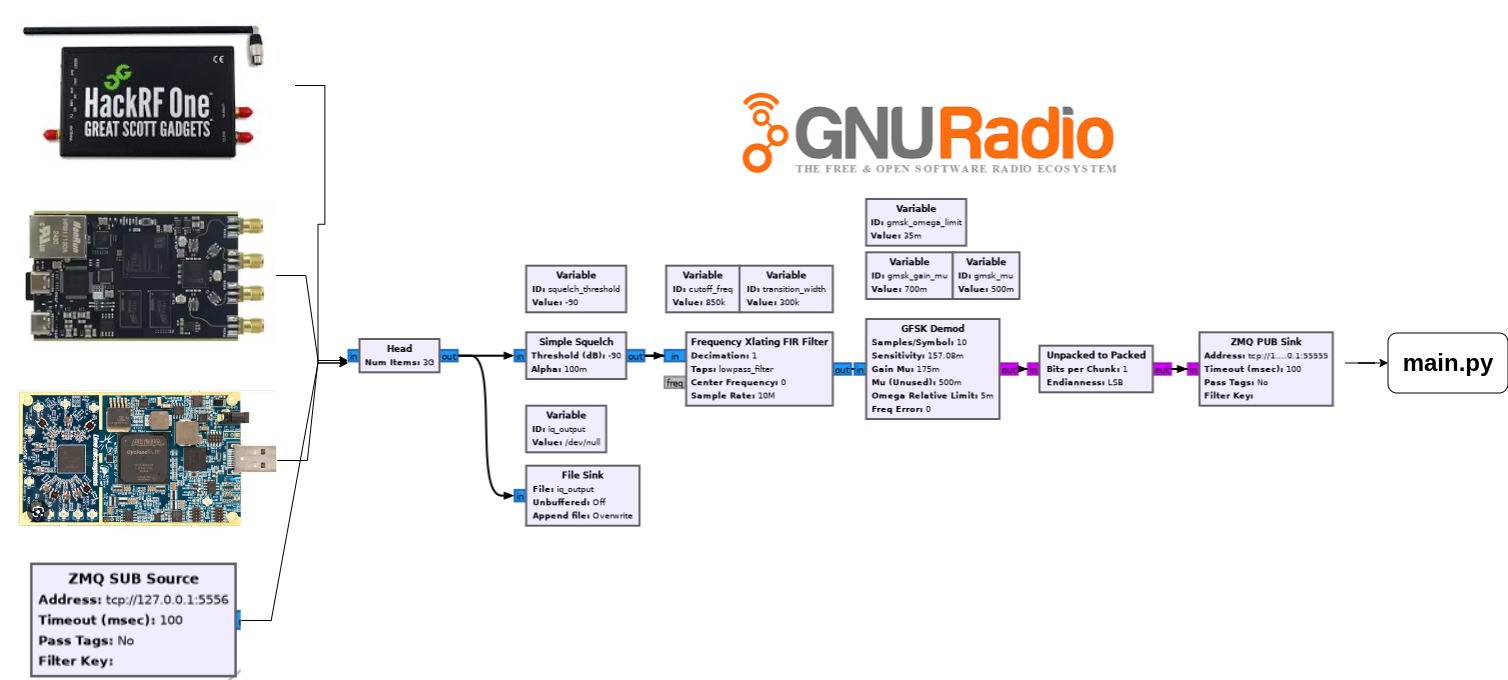 HackRF One
GREAT SCOTT GADGETS
CE
GNURadio
THE FREE & OPEN SOFTWARE RADIO ECOSYSTEM
Variable
ID: gmsk_omega_limit
Value: 35m
Variable
ID: gmsk_gain_mu
Value: 700m
Variable
ID: gmsk_mu
Value: 500m
Variable
ID: squelch_threshold
Value: -90
Variable
ID: cutoff_freq
Value: 850k
Variable
ID: transition_width
Value: 300k
in
Head
Num Items: 3G
out
in
Simple Squelch
Threshold (dB): -90
Alpha: 100m
out
in
freq
Frequency Xlating FIR Filter
Decimation: 1
Taps: lowpass_filter
Center Frequency: 0
Sample Rate: 10M
out
in
GFSK Demod
Samples/Symbol: 10
Sensitivity: 157.08m
Gain Mu: 175m
Mu (Unused): 500m
Omega Relative Limit: 5m
Freq Error: 0
out
in
Unpacked to Packed
Bits per Chunk: 1
Endianness: LSB
out
in
ZMQ PUB Sink
Address: tcp://1....0.1:55555
Timeout (msec): 100
Pass Tags: No
Filter Key:
main.py
Variable
ID: iq_output
Value: /dev/null
in
File Sink
File: iq_output
Unbuffered: Off
Append file: Overwrite
ZMQ SUB Source
Address: tcp://127.0.0.1:5556
Timeout (msec): 100
Pass Tags: No
Filter Key: